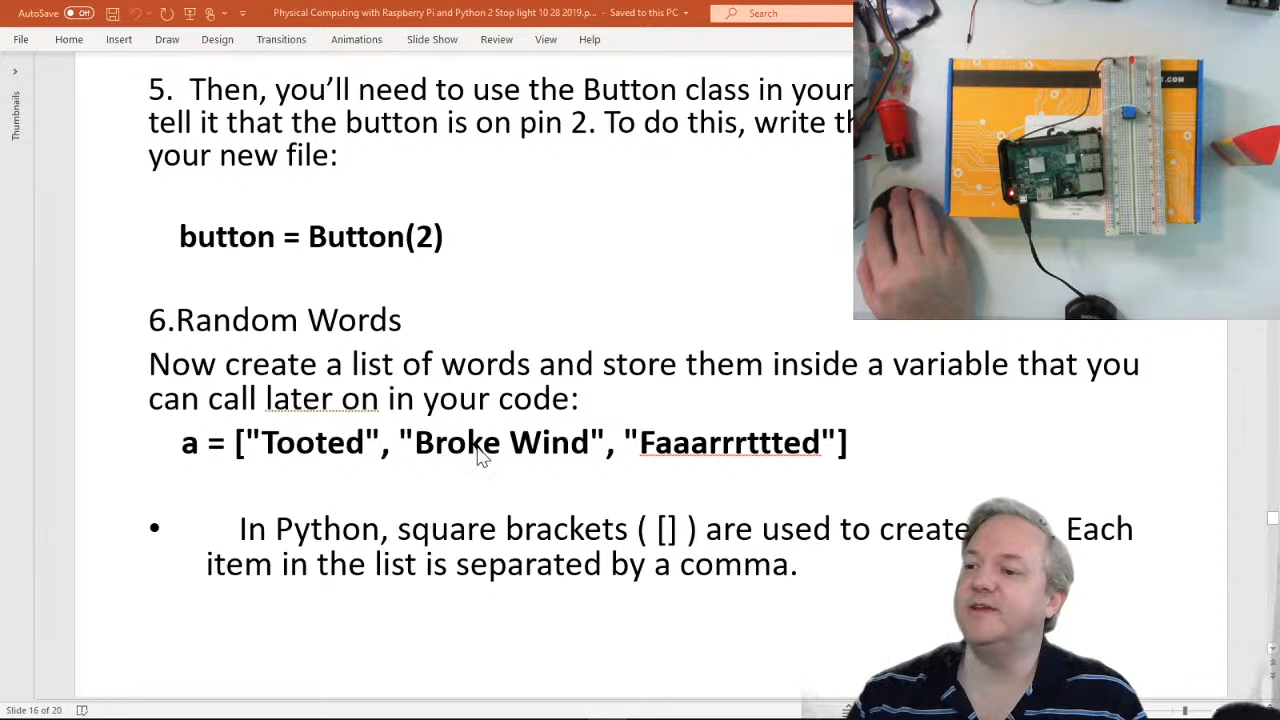 AutoSave Off
Physical Computing with Raspberry Pi and Python 2 Stop light 10 28 2019.p... - Saved to this PC
Search
File Home Insert Draw Design Transitions Animations Slide Show Review View Help
Thumbnails
5. Then, you'll need to use the Button class in your
tell it that the button is on pin 2. To do this, write th
your new file:
button = Button(2)
6.Random Words
Now create a list of words and store them inside a variable that you
can call later on in your code:
a = ["Tooted", "Broke Wind", "Faaarrrtttted"]
• In Python, square brackets ( [] ) are used to create Each
item in the list is separated by a comma.
Slide 16 of 20
.COM